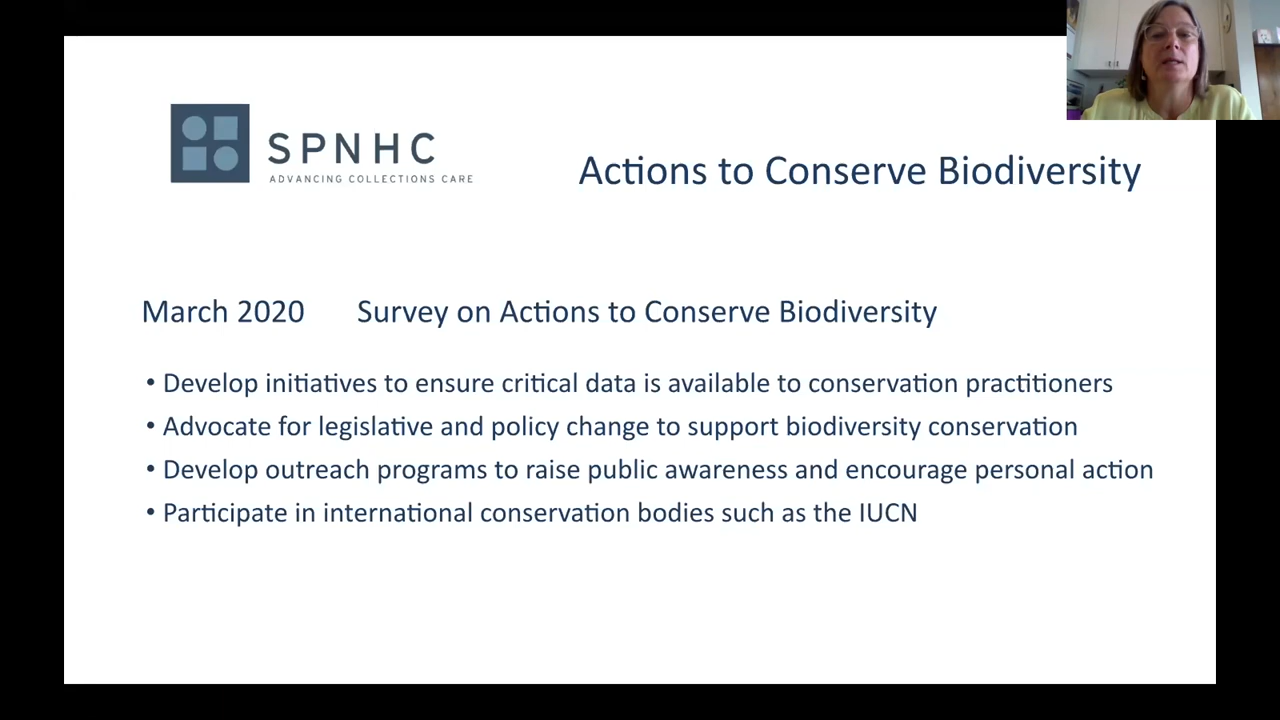 SPNHC
ADVANCING COLLECTIONS CARE
Actions to Conserve Biodiversity
March 2020 Survey on Actions to Conserve Biodiversity
• Develop initiatives to ensure critical data is available to conservation practitioners
• Advocate for legislative and policy change to support biodiversity conservation
• Develop outreach programs to raise public awareness and encourage personal action
• Participate in international conservation bodies such as the IUCN